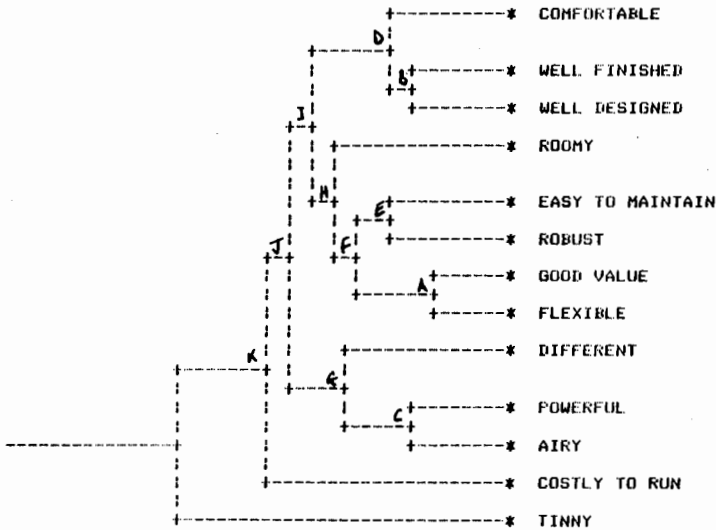 COMFORTABLE
D
B
WELL FINISHED
WELL DESIGNED
I
ROOMY
H
E
EASY TO MAINTAIN
ROBUST
J
F
A
GOOD VALUE
FLEXIBLE
DIFFERENT
K
G
C
POWERFUL
AIRY
COSTLY TO RUN
TINNY